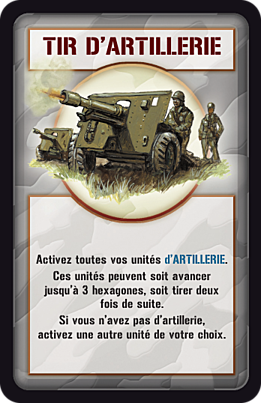 TIR D'ARTILLERIE
Activez toutes vos unités d'ARTILLERIE.
Ces unités peuvent soit avancer
jusqu'à 3 hexagones, soit tirer deux
fois de suite.
Si vous n'avez pas d'artillerie,
activez une autre unité de votre choix.